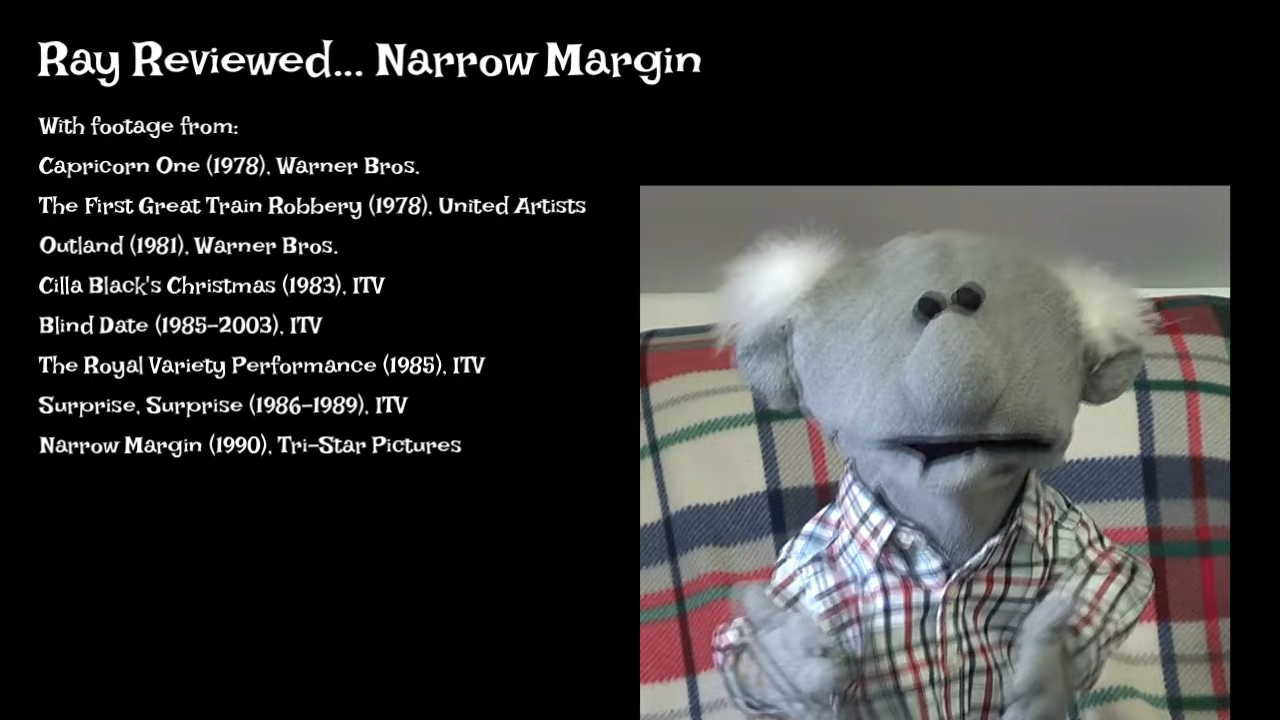 Ray Reviewed... Narrow Margin
With footage from:
Capricorn One (1978), Warner Bros.
The First Great Train Robbery (1978), United Artists
Outland (1981), Warner Bros.
Cilla Black's Christmas (1983), ITV
Blind Date (1985-2003), ITV
The Royal Variety Performance (1985), ITV
Surprise, Surprise (1986-1989), ITV
Narrow Margin (1990), Tri-Star Pictures